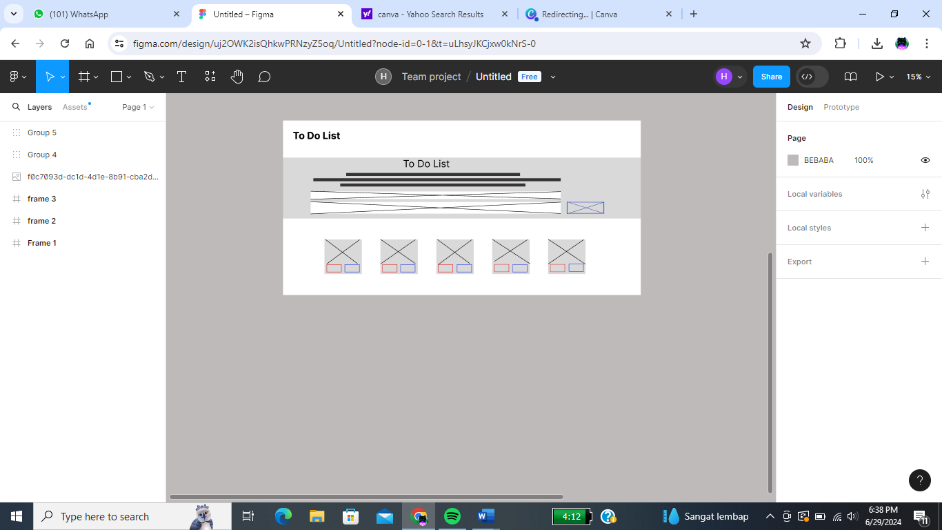 (101) WhatsApp
Untitled – Figma
canva - Yahoo Search Results
Redirecting... | Canva
figma.com/design/uj2OWK2isQhkwPRNzyZ5oq/Untitled?node-id=0-1&t=uLhsyJKCjxw0kNrS-0
H Team project / Untitled Free
H Share 15%
Layers Assets Page 1
Group 5
Group 4
f0c7093d-dc1d-4d1e-8b91-cba2d...
frame 3
frame 2
Frame 1
To Do List
To Do List
Design Prototype
Page
BEBABA 100%
Local variables
Local styles
Export
?
Type here to search
4:12
Sangat lembap
6:38 PM
6/29/2024
11